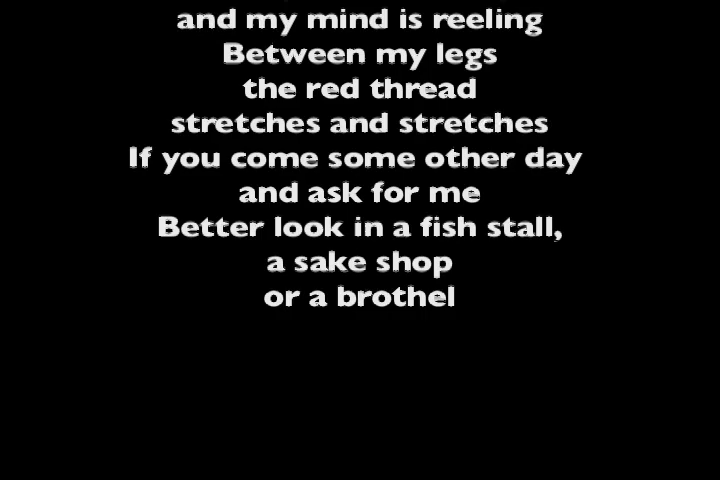 and my mind is reeling
Between my legs
the red thread
stretches and stretches
If you come some other day
and ask for me
Better look in a fish stall,
a sake shop
or a brothel